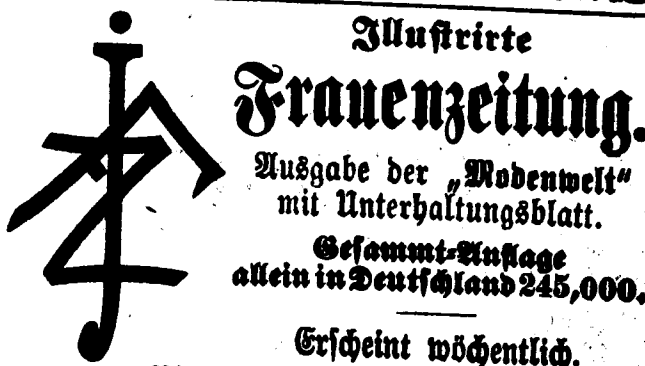 Illustrirte
Frauenzeitung.
Ausgabe der „Modenwelt“
mit Unterhaltungsblatt.
Gesammt-Auflage
allein in Deutschland 245,000.
Erscheint wöchentlich.